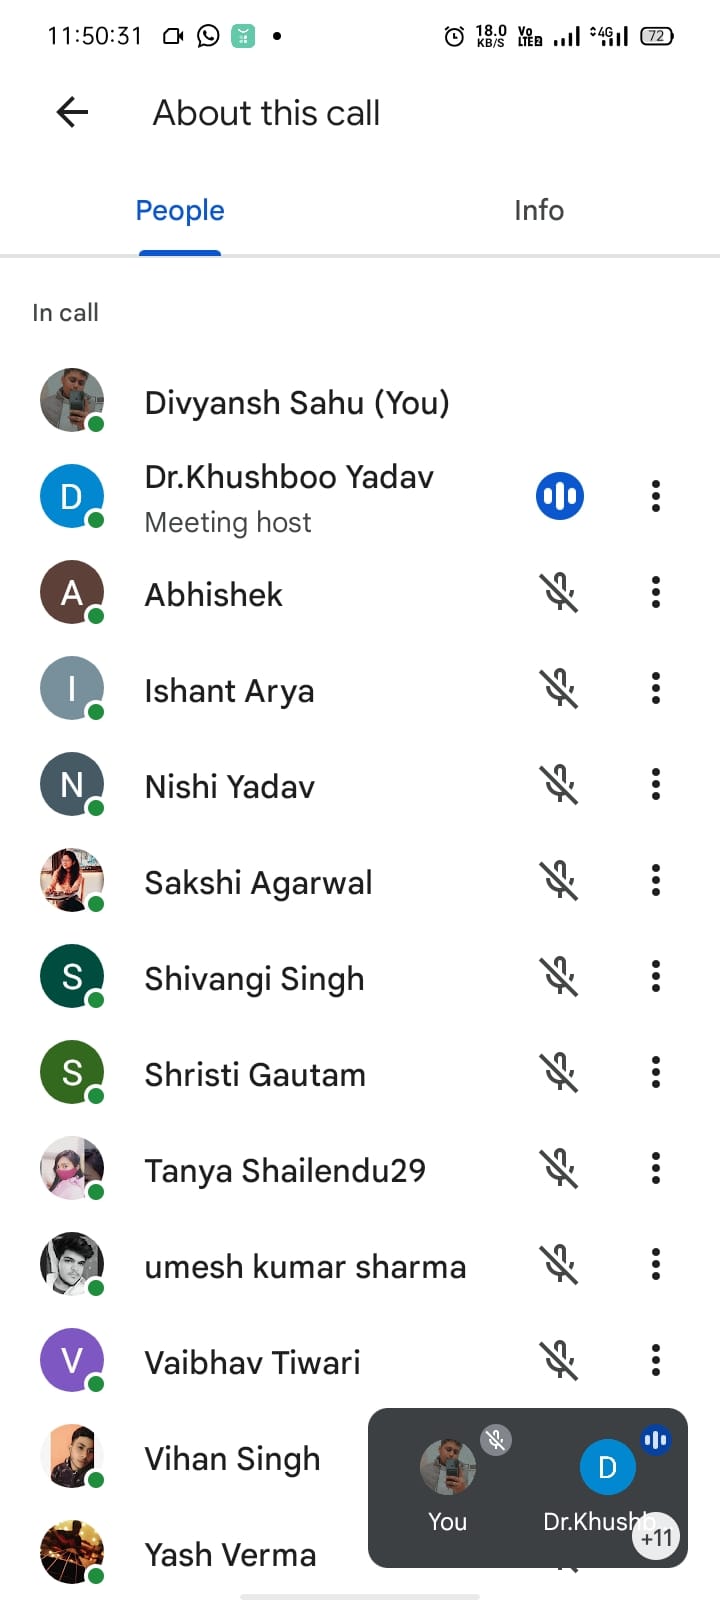 11:50:31 18.0 KB/S Vo LTE2 4G 72
About this call
People Info
In call
Divyansh Sahu (You)
D Dr.Khushboo Yadav
Meeting host
A Abhishek
I Ishant Arya
N Nishi Yadav
Sakshi Agarwal
S Shivangi Singh
S Shristi Gautam
Tanya Shailendu29
umesh kumar sharma
V Vaibhav Tiwari
Vihan Singh
D
You Dr.Khushb
+11
Yash Verma